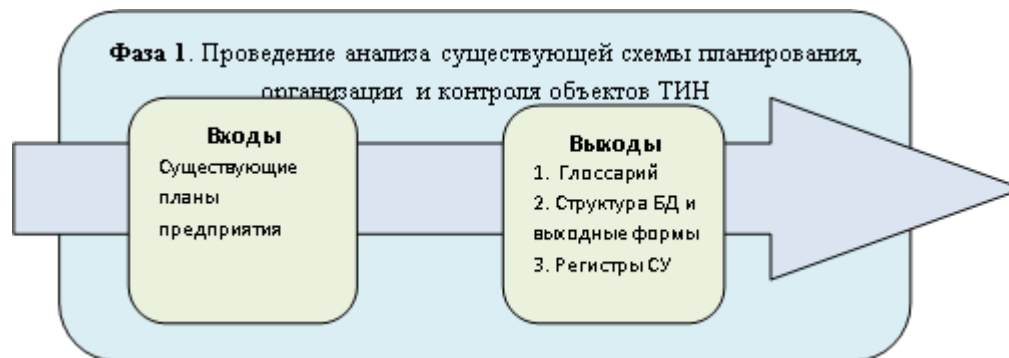 Фаза 1. Проведение анализа существующей схемы планирования,
организации и контроля объектов ТИН
Входы
Существующие
планы
предприятия
Выходы
1. Глоссарий
2. Структура БД и
выходные формы
3. Регистры СУ